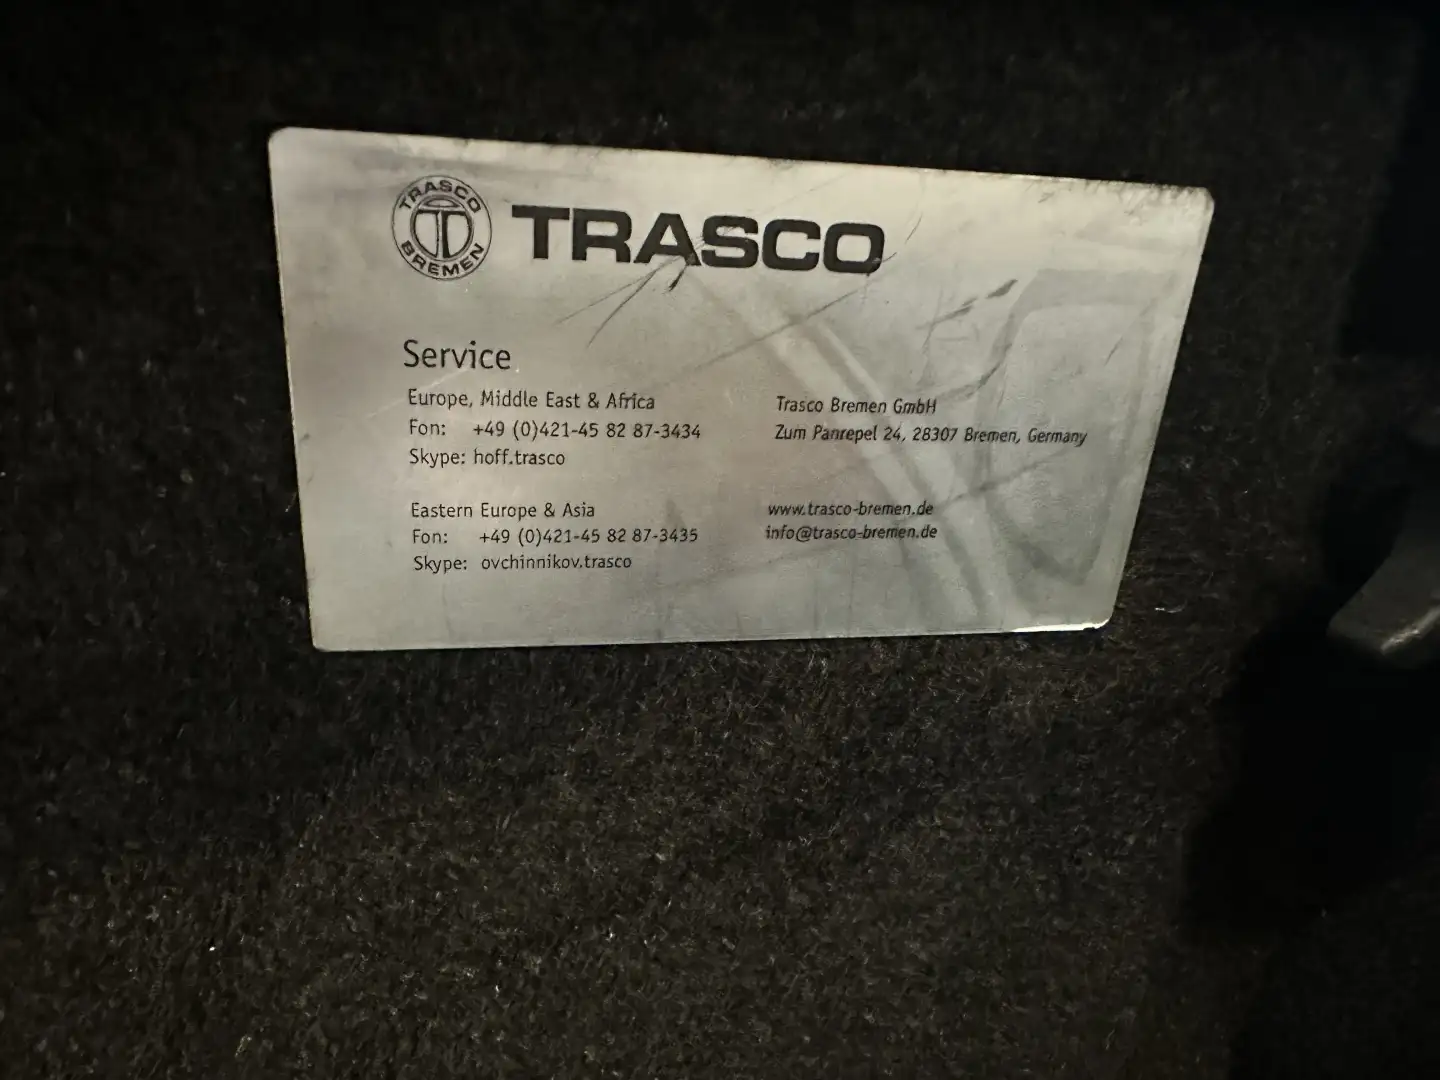 TRASCO
BREMEN
TRASCO
Service
Europe, Middle East & Africa
Fon: +49 (0)421-45 82 87-3434
Skype: hoff.trasco
Eastern Europe & Asia
Fon: +49 (0)421-45 82 87-3435
Skype: ovchinnikov.trasco
Trasco Bremen GmbH
Zum Panrepel 24, 28307 Bremen, Germany
www.trasco-bremen.de
info@trasco-bremen.de